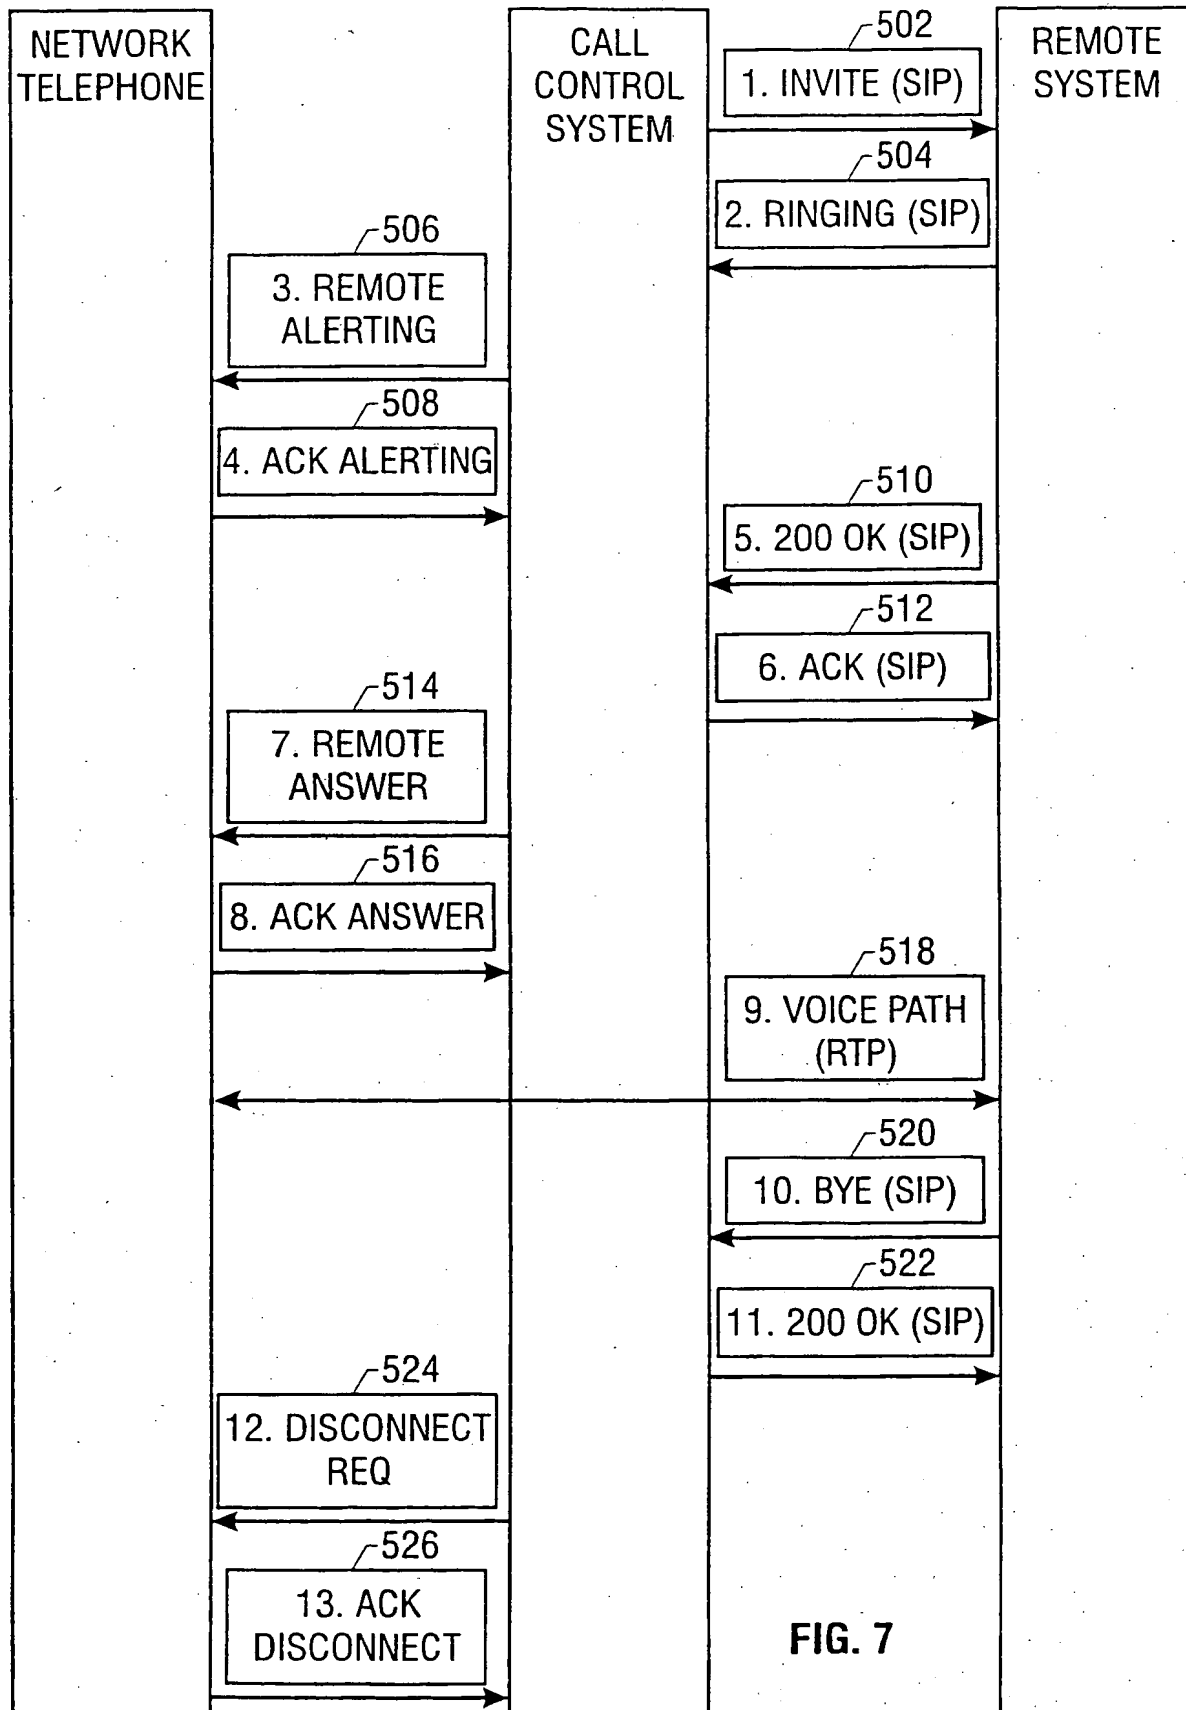 NETWORK
TELEPHONE
CALL
CONTROL
SYSTEM
REMOTE
SYSTEM
502
1. INVITE (SIP)
504
2. RINGING (SIP)
506
3. REMOTE
ALERTING
508
4. ACK ALERTING
510
5. 200 OK (SIP)
512
6. ACK (SIP)
514
7. REMOTE
ANSWER
516
8. ACK ANSWER
518
9. VOICE PATH
(RTP)
520
10. BYE (SIP)
522
11. 200 OK (SIP)
524
12. DISCONNECT
REQ
526
13. ACK
DISCONNECT
FIG. 7